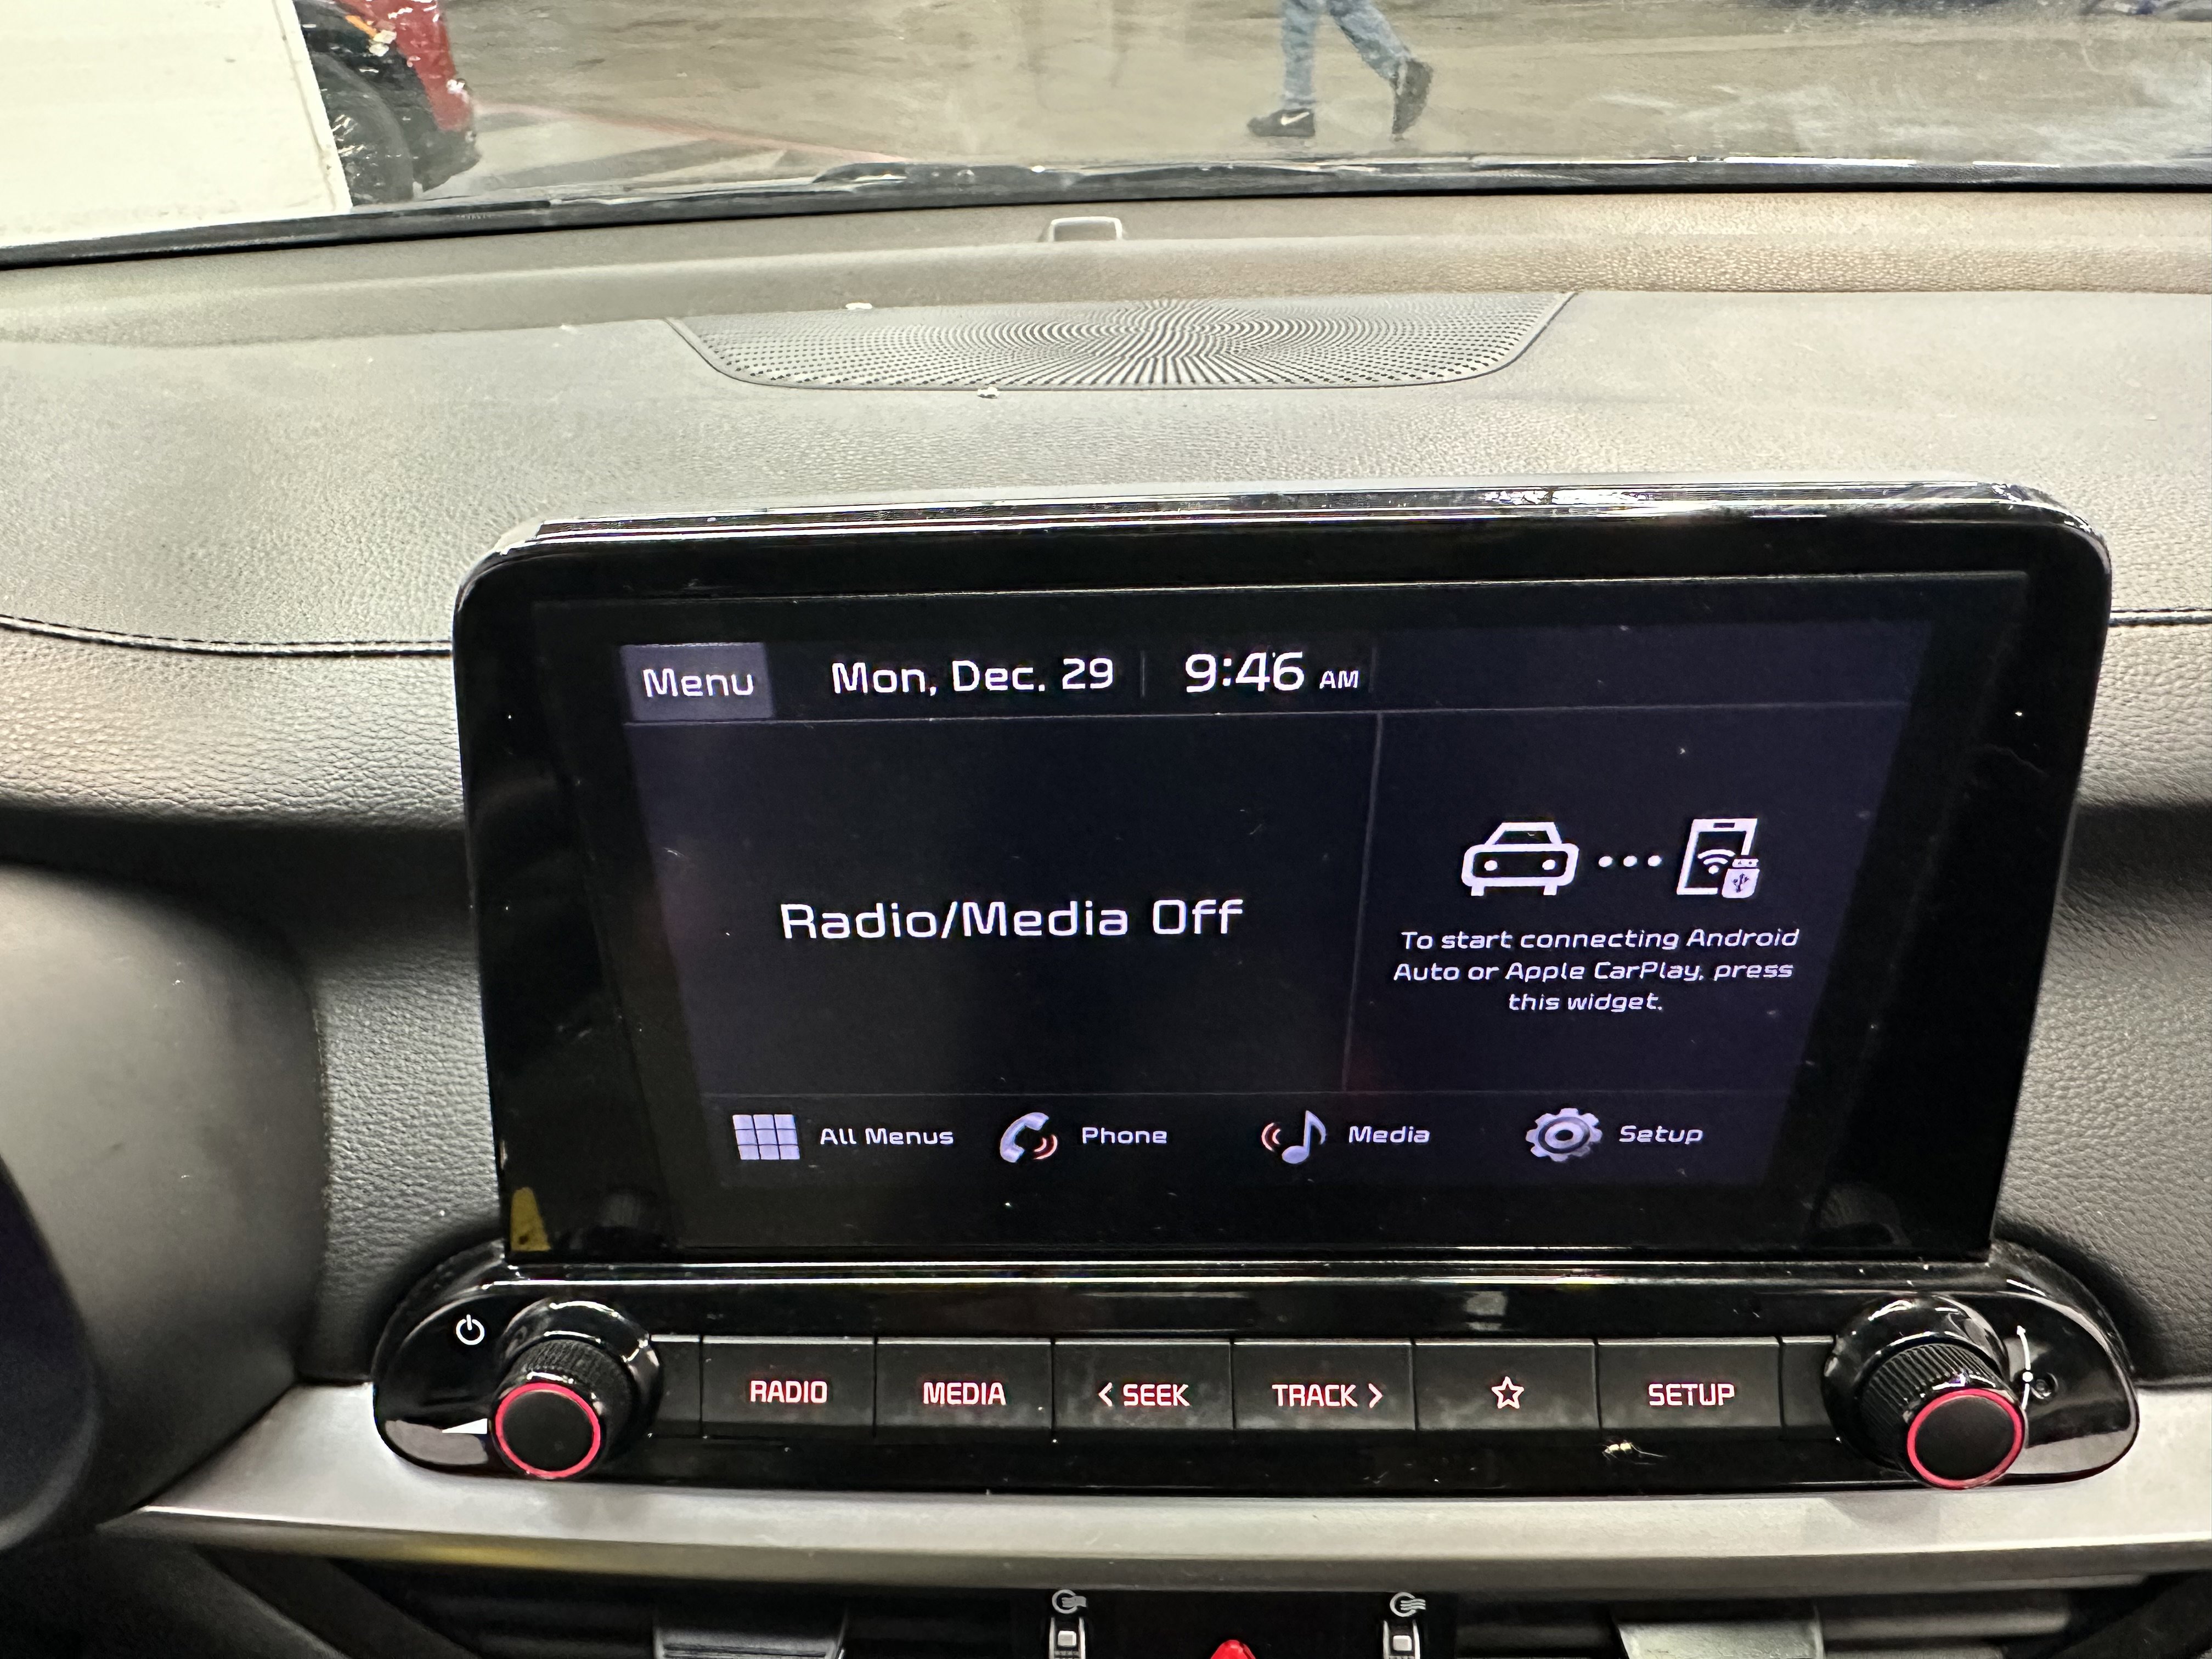 Menu Mon, Dec. 29 9:46 AM
Radio/Media Off
To start connecting Android
Auto or Apple CarPlay, press
this widget.
All Menus Phone Media Setup
RADIO MEDIA < SEEK TRACK > ☆ SETUP